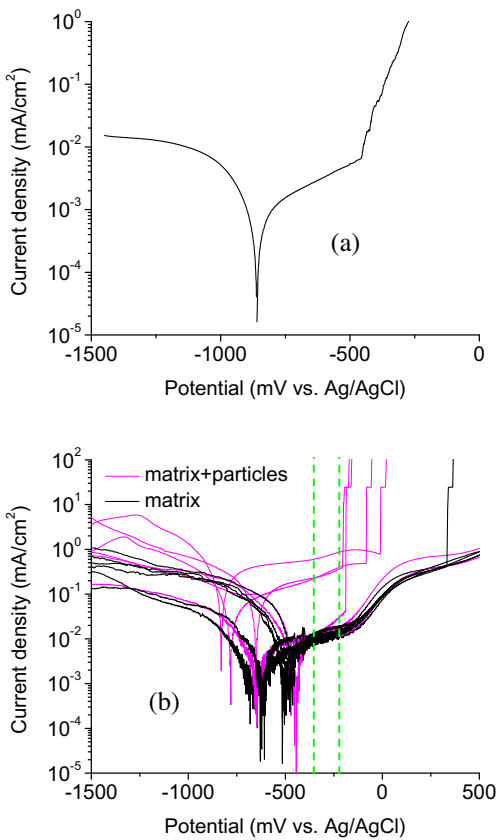 10^0
10^-1
10^-2
10^-3
10^-4
10^-5
Current density (mA/cm^2)
(a)
-1500 -1000 -500 0
Potential (mV vs. Ag/AgCl)
10^2
10^1
10^0
10^-1
10^-2
10^-3
10^-4
10^-5
Current density (mA/cm^2)
matrix+particles
matrix
(b)
-1500 -1000 -500 0 500
Potential (mV vs. Ag/AgCl)